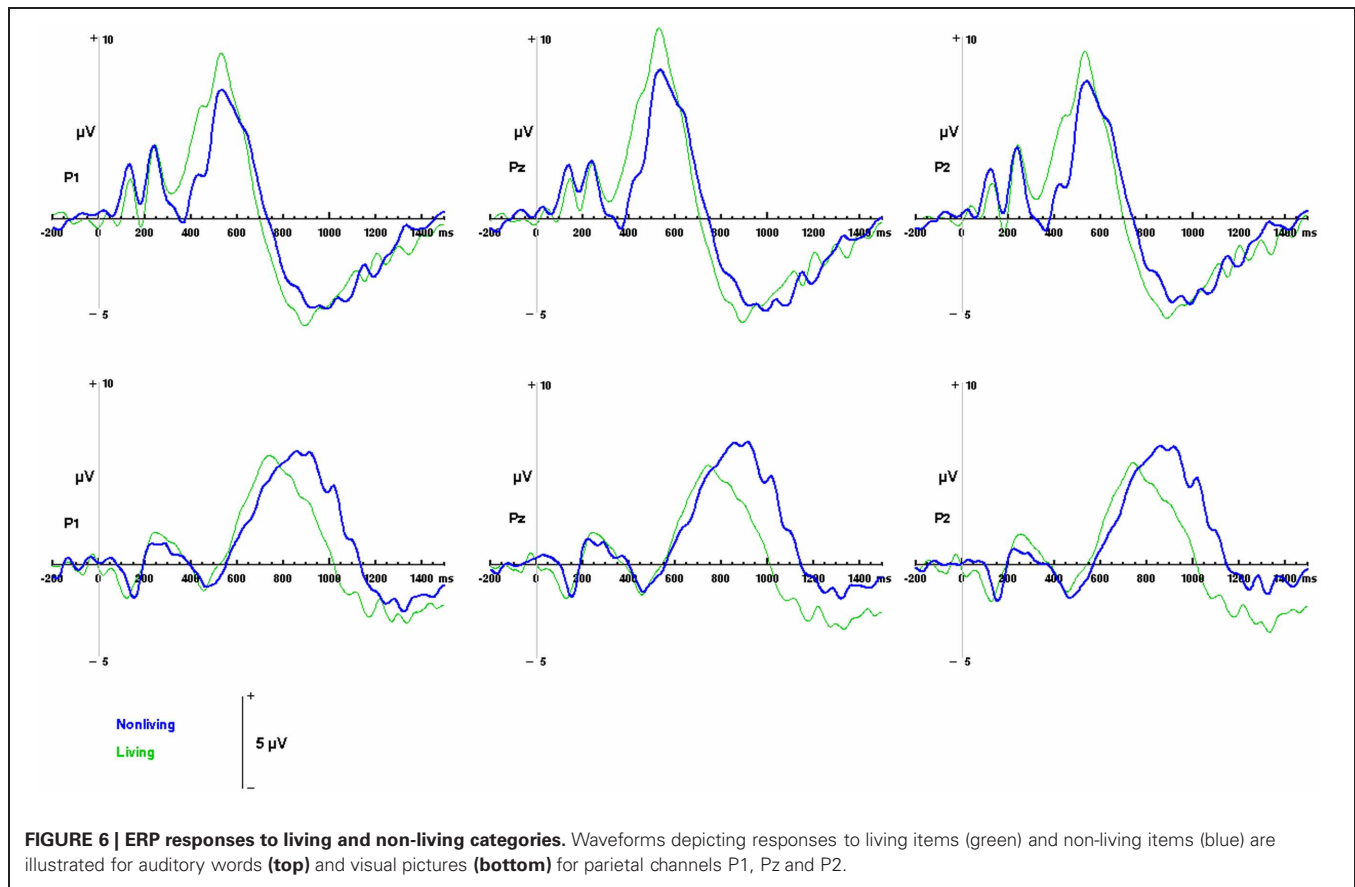 + 10 + 10 + 10
µV µV µV
P1 Pz P2
-200 0 200 400 600 800 1000 1200 1400 ms -200 0 200 400 600 800 1000 1200 1400 ms -200 0 200 400 600 800 1000 1200 1400 ms
− 5 − 5 − 5
+ 10 + 10 + 10
µV µV µV
P1 Pz P2
-200 0 200 400 600 800 1000 1200 1400 ms -200 0 200 400 600 800 1000 1200 1400 ms -200 0 200 400 600 800 1000 1200 1400 ms
− 5 − 5 − 5
+
Nonliving
5 µV
Living
−
FIGURE 6 | ERP responses to living and non-living categories. Waveforms depicting responses to living items (green) and non-living items (blue) are
illustrated for auditory words (top) and visual pictures (bottom) for parietal channels P1, Pz and P2.